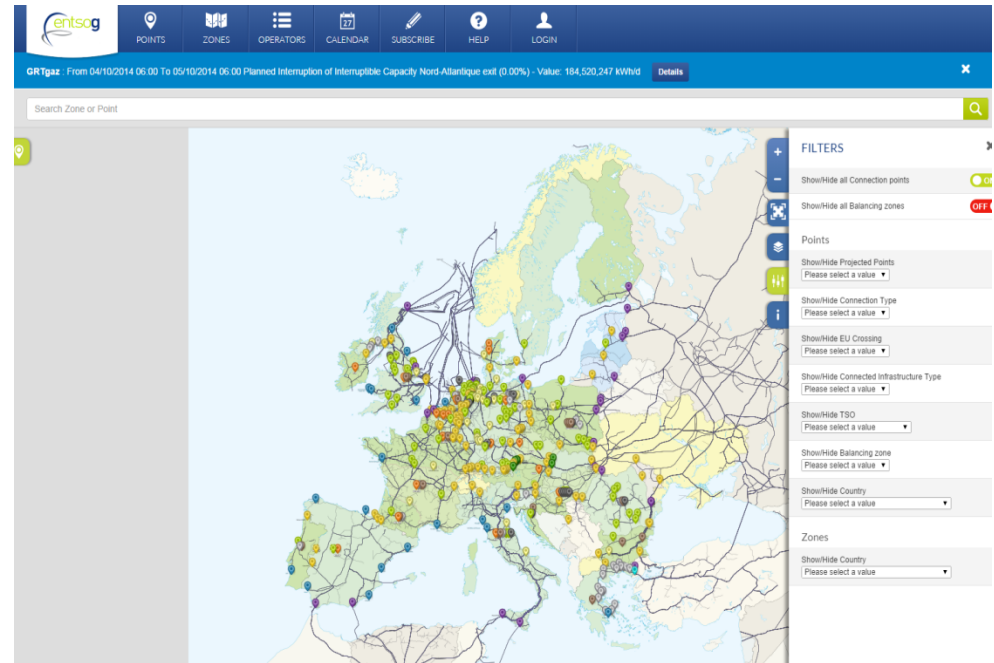 entsog
POINTS
ZONES
OPERATORS
27
CALENDAR
SUBSCRIBE
?
HELP
LOGIN
GRTgaz : From 04/10/2014 06:00 To 05/10/2014 06:00 Planned Interruption of Interruptible Capacity Nord-Atlantique exit (0.00%) - Value: 184,520,247 kWh/d Details
Search Zone or Point
+
-
i
FILTERS
Show/Hide all Connection points
ON
Show/Hide all Balancing zones
OFF
Points
Show/Hide Projected Points
Please select a value
Show/Hide Connection Type
Please select a value
Show/Hide EU Crossing
Please select a value
Show/Hide Connected Infrastructure Type
Please select a value
Show/Hide TSO
Please select a value
Show/Hide Balancing zone
Please select a value
Show/Hide Country
Please select a value
Zones
Show/Hide Country
Please select a value